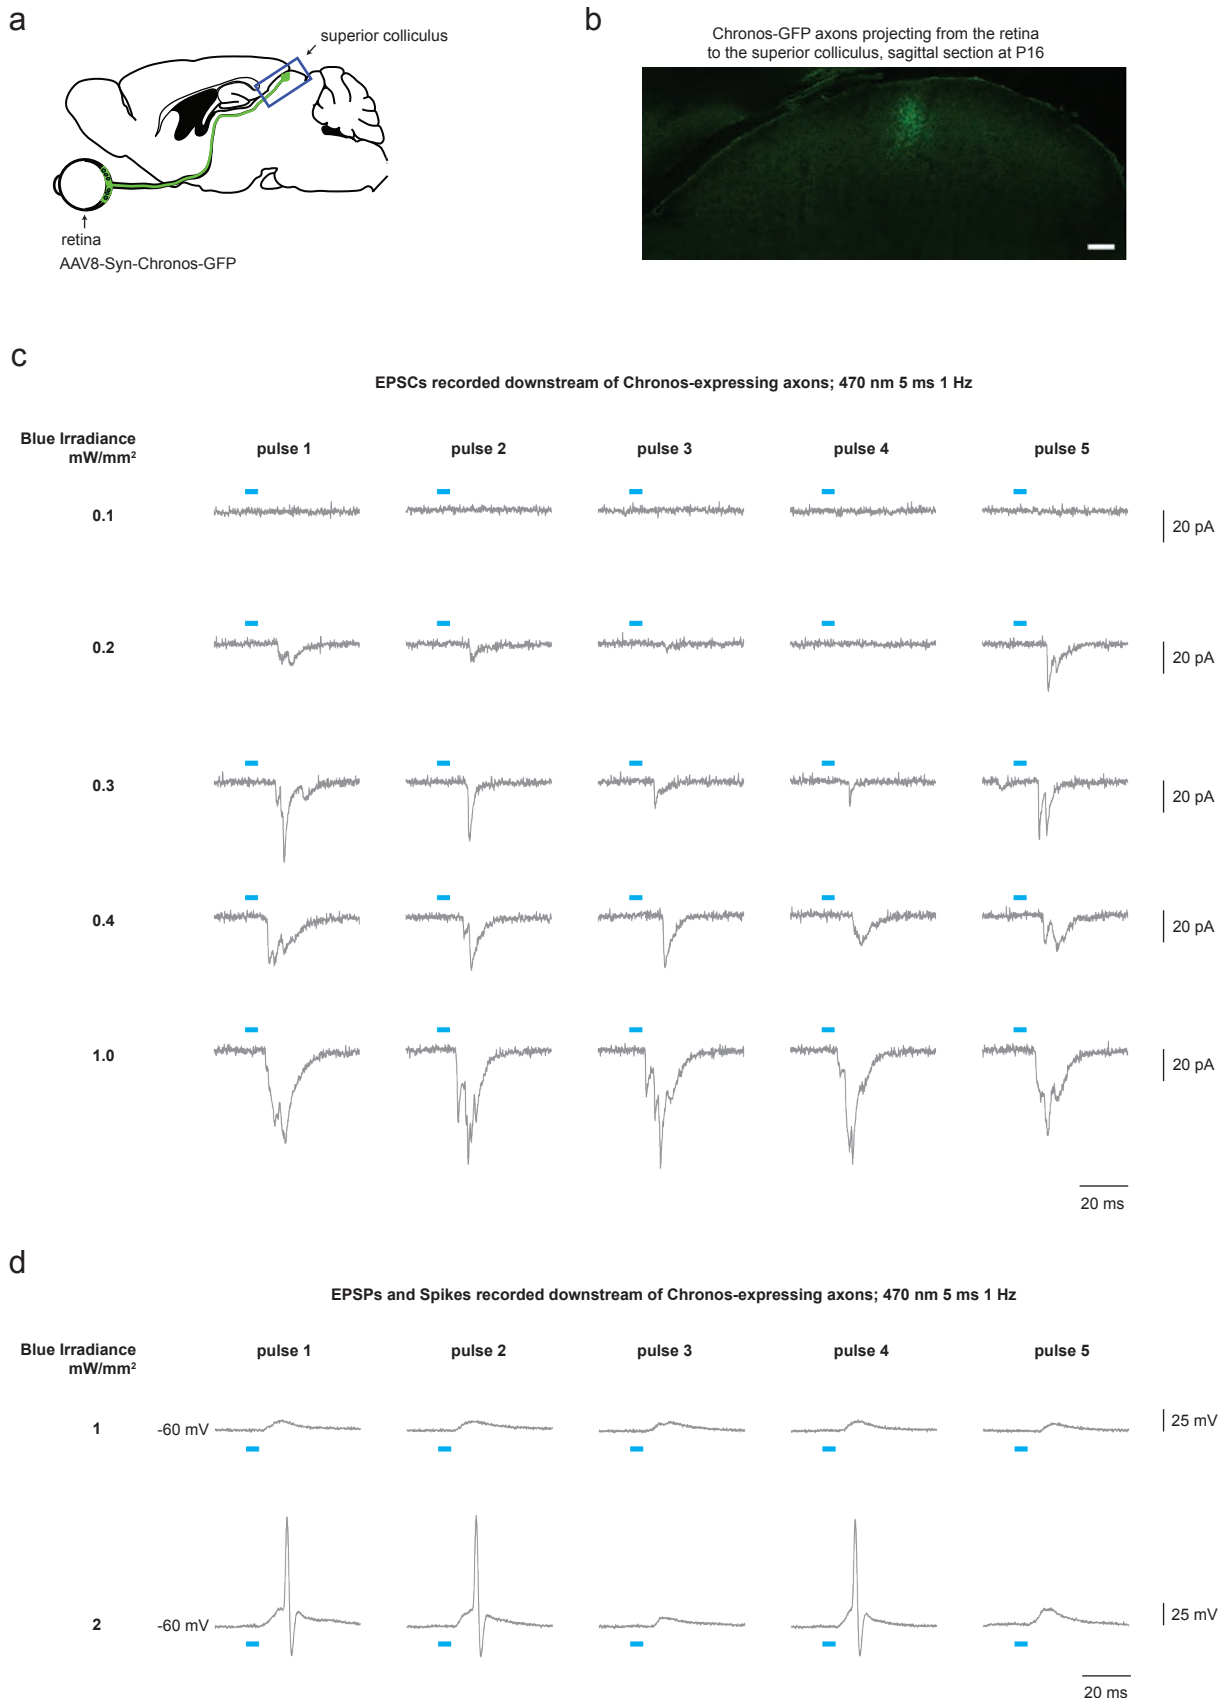 a
superior colliculus
retina
AAV8-Syn-Chronos-GFP
b
Chronos-GFP axons projecting from the retina
to the superior colliculus, sagittal section at P16
c
EPSCs recorded downstream of Chronos-expressing axons; 470 nm 5 ms 1 Hz
Blue Irradiance
mW/mm²
pulse 1 pulse 2 pulse 3 pulse 4 pulse 5
0.1 20 pA
0.2 20 pA
0.3 20 pA
0.4 20 pA
1.0 20 pA
20 ms
d
EPSPs and Spikes recorded downstream of Chronos-expressing axons; 470 nm 5 ms 1 Hz
Blue Irradiance
mW/mm²
pulse 1 pulse 2 pulse 3 pulse 4 pulse 5
1 -60 mV 25 mV
2 -60 mV 25 mV
20 ms